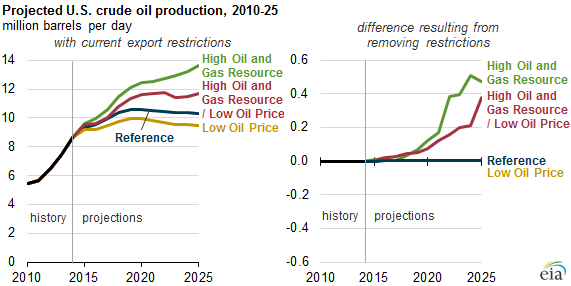 Projected U.S. crude oil production, 2010-25
million barrels per day
with current export restrictions
14
12
10
8
6
4
2
0
High Oil and
Gas Resource
High Oil and
Gas Resource
/ Low Oil Price
Reference
Low Oil Price
history
projections
2010
2015
2020
2025
difference resulting from
removing restrictions
0.6
0.4
0.2
0.0
-0.2
-0.4
-0.6
High Oil and
Gas Resource
High Oil and
Gas Resource
/ Low Oil Price
Reference
Low Oil Price
history
projections
2010
2015
2020
2025
eia